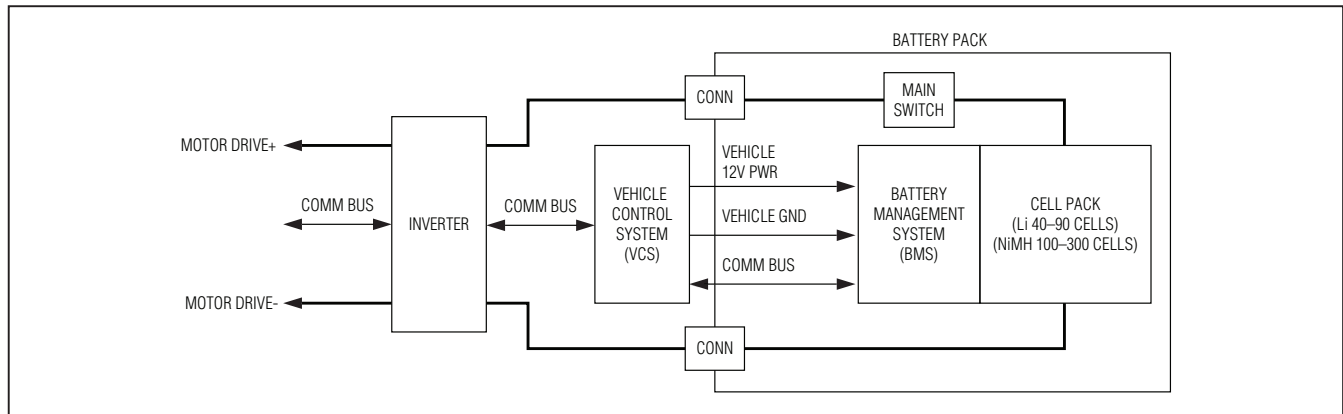 BATTERY PACK
CONN
MAIN
SWITCH
MOTOR DRIVE+
COMM BUS
INVERTER
COMM BUS
VEHICLE
CONTROL
SYSTEM
(VCS)
VEHICLE
12V PWR
VEHICLE GND
COMM BUS
BATTERY
MANAGEMENT
SYSTEM
(BMS)
CELL PACK
(Li 40–90 CELLS)
(NiMH 100–300 CELLS)
MOTOR DRIVE-
CONN